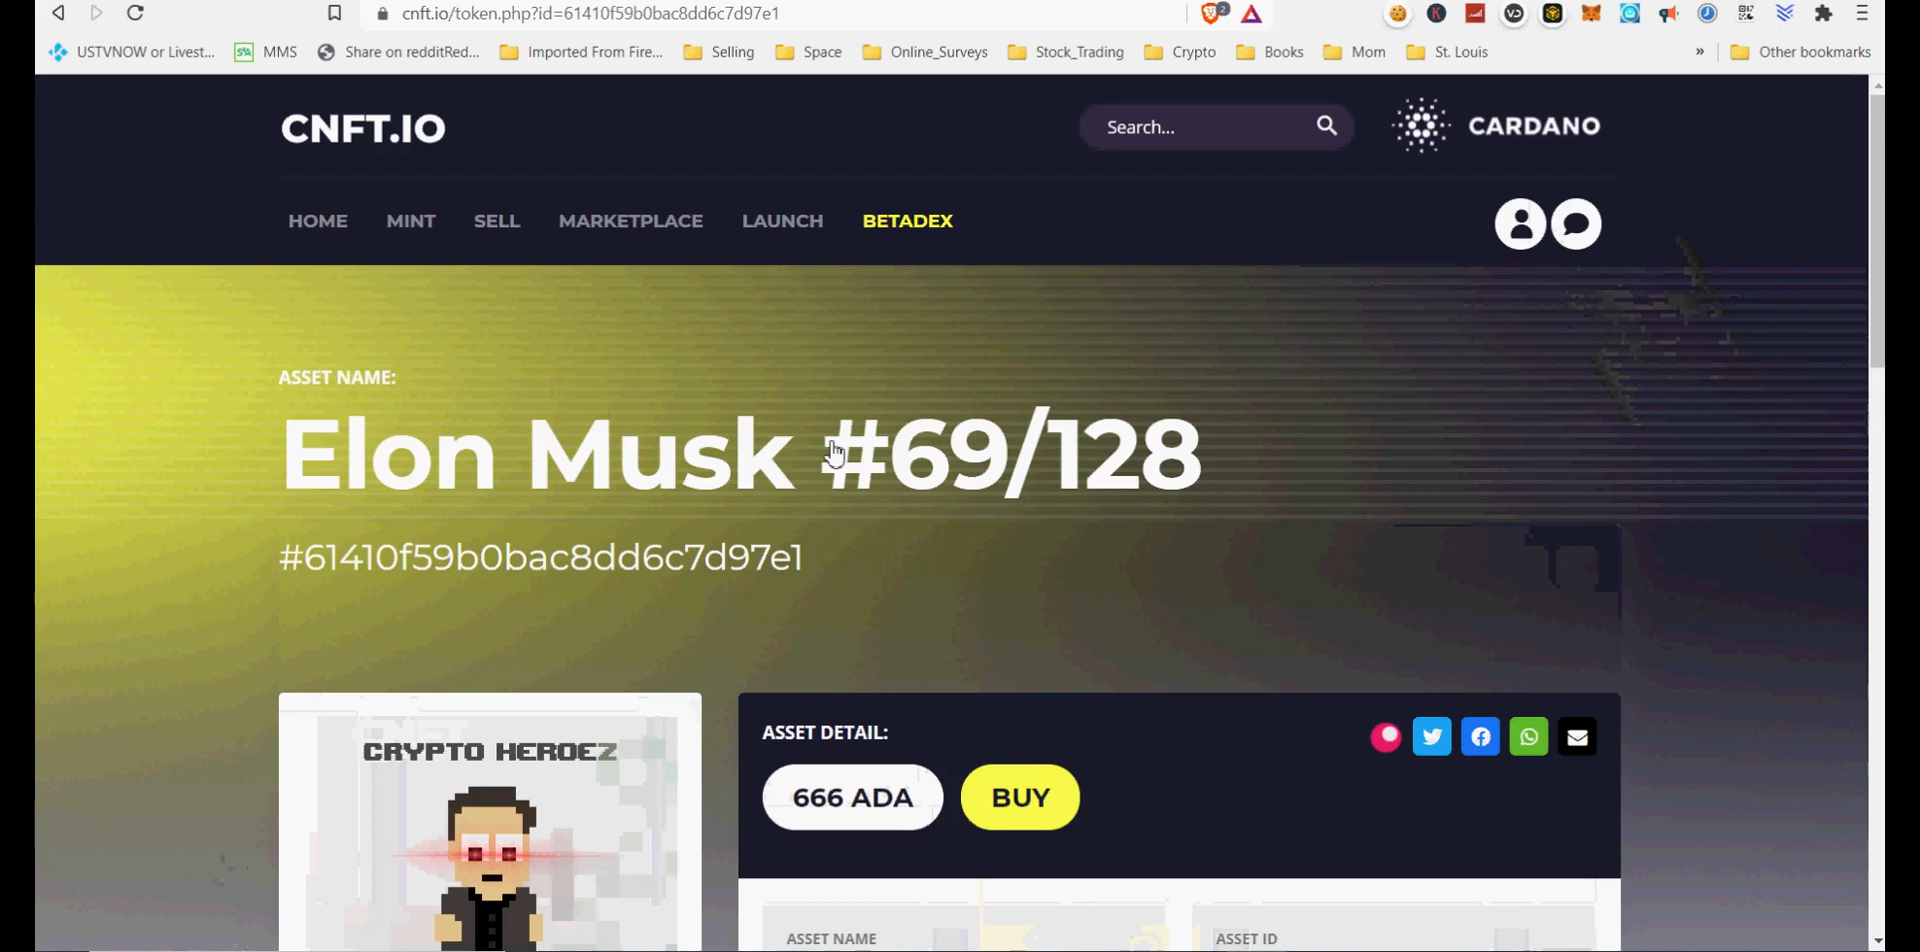 cnft.io/token.php?id=61410f59b0bac8dd6c7d97e1
2
USTVNOW or Livest... MMS Share on redditRed... Imported From Fire... Selling Space Online_Surveys Stock_Trading Crypto Books Mom St. Louis » Other bookmarks
CNFT.IO Search... CARDANO
HOME MINT SELL MARKETPLACE LAUNCH BETADEX
ASSET NAME:
Elon Musk #69/128
#61410f59b0bac8dd6c7d97e1
CRYPTO HEROEZ
ASSET DETAIL:
666 ADA BUY
ASSET NAME ASSET ID